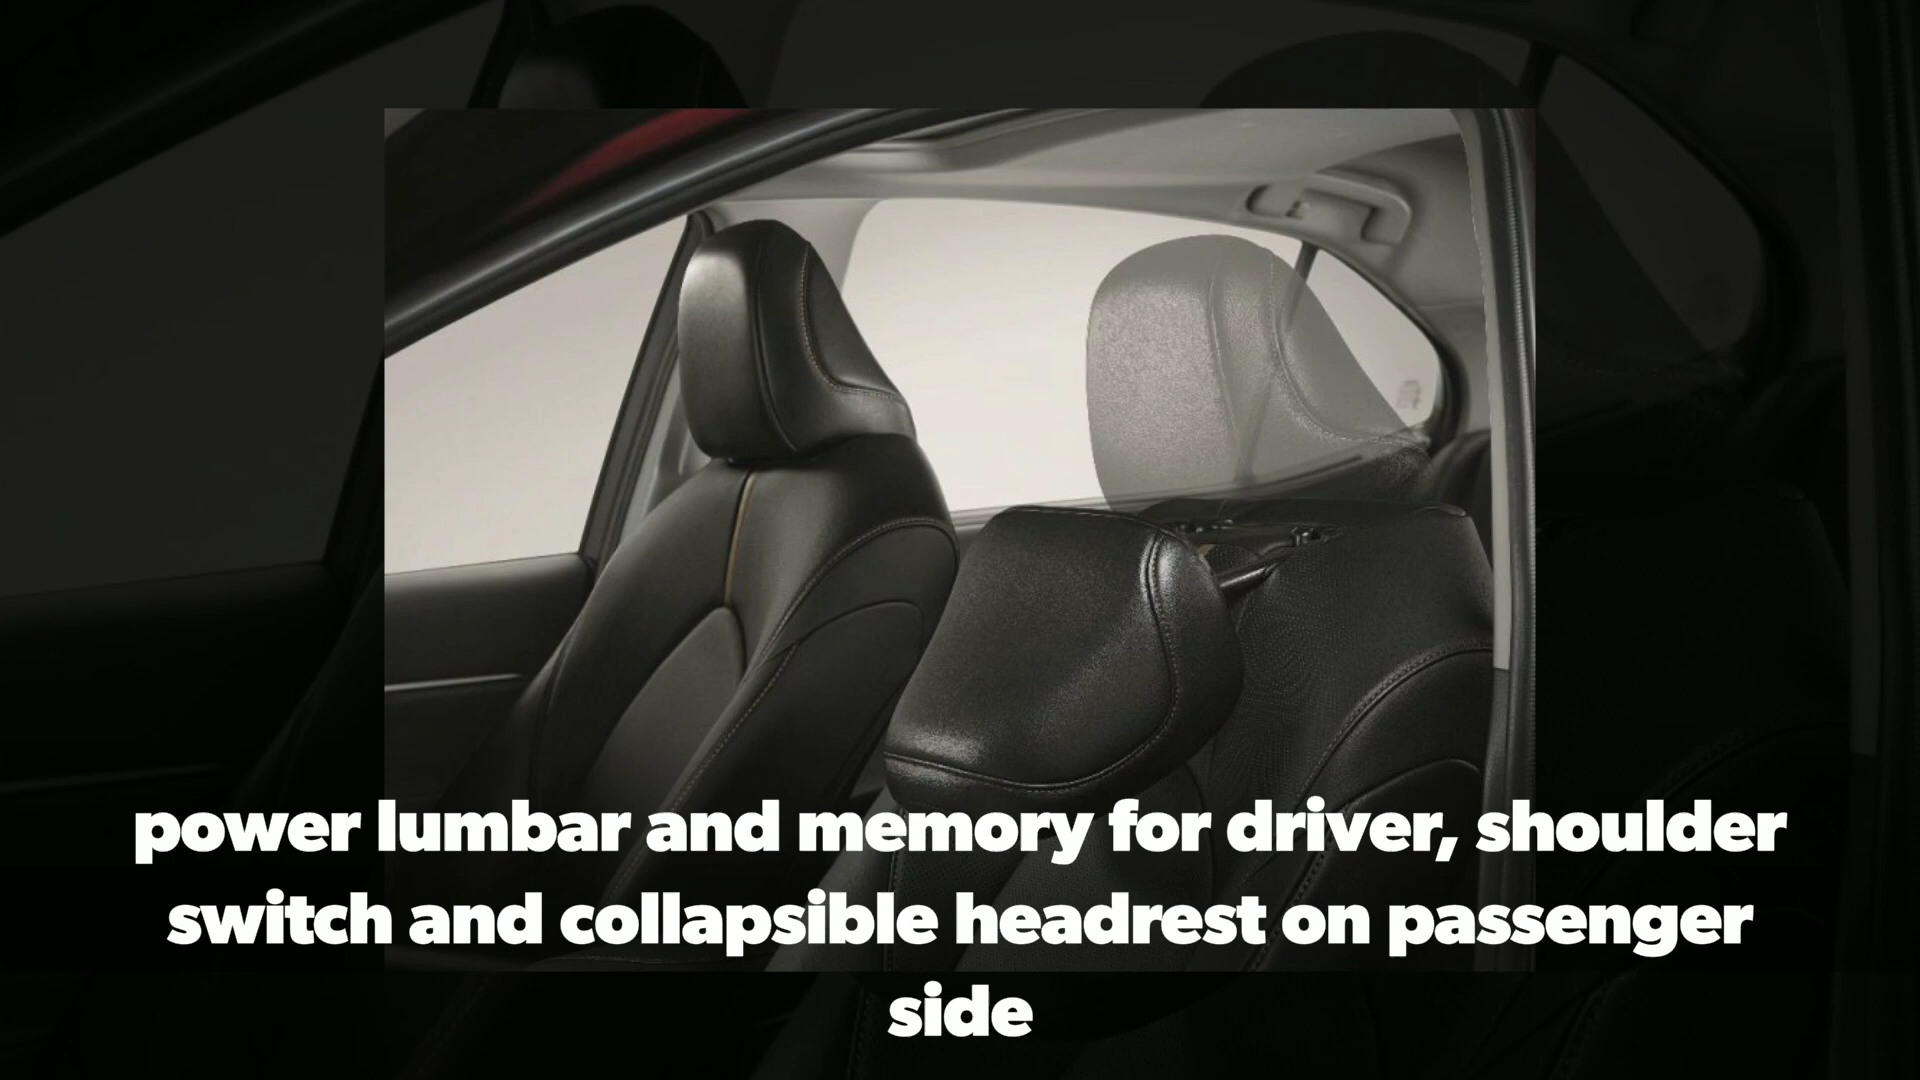 power lumbar and memory for driver, shoulder
switch and collapsible headrest on passenger
side